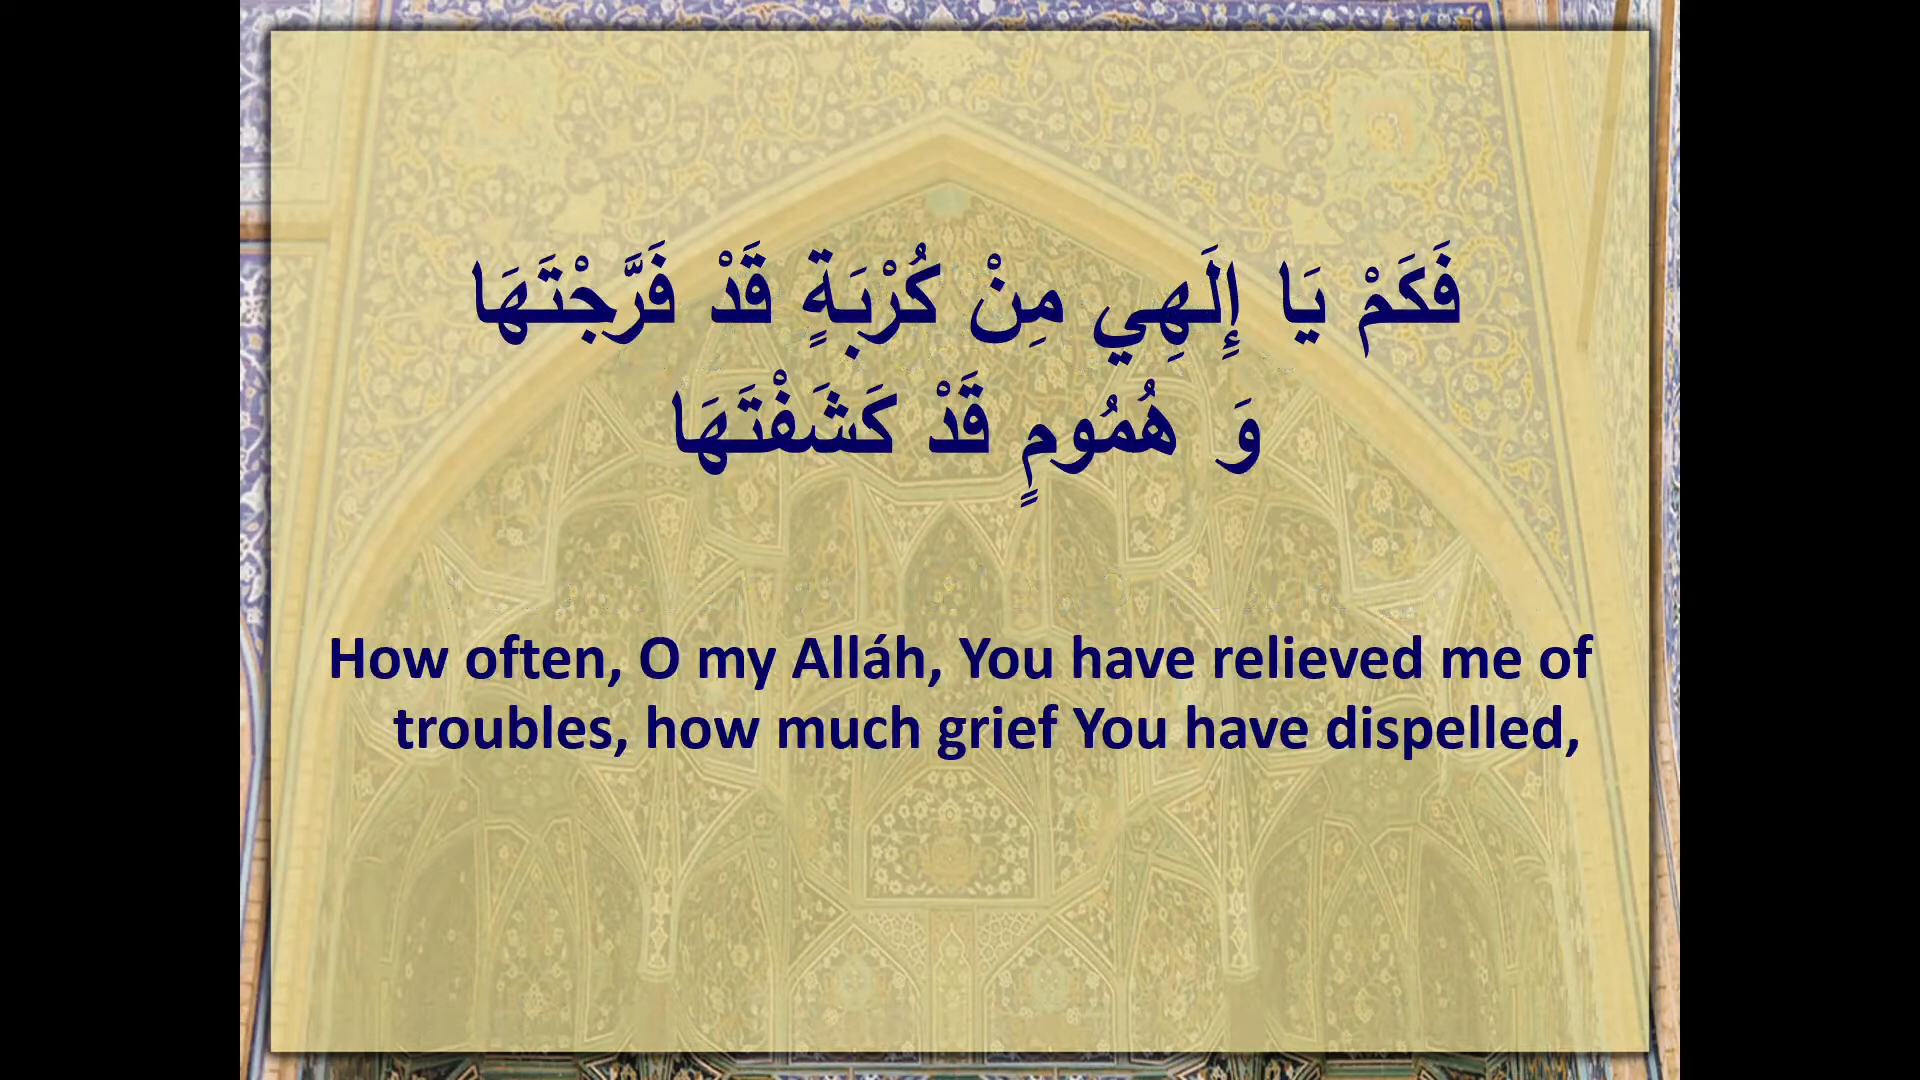 فَكَمْ يَا إِلَهِي مِنْ كُرْبَةٍ قَدْ فَرَّجْتَهَا
وَ هُمُومٍ قَدْ كَشَفْتَهَا
How often, O my Alláh, You have relieved me of
troubles, how much grief You have dispelled,